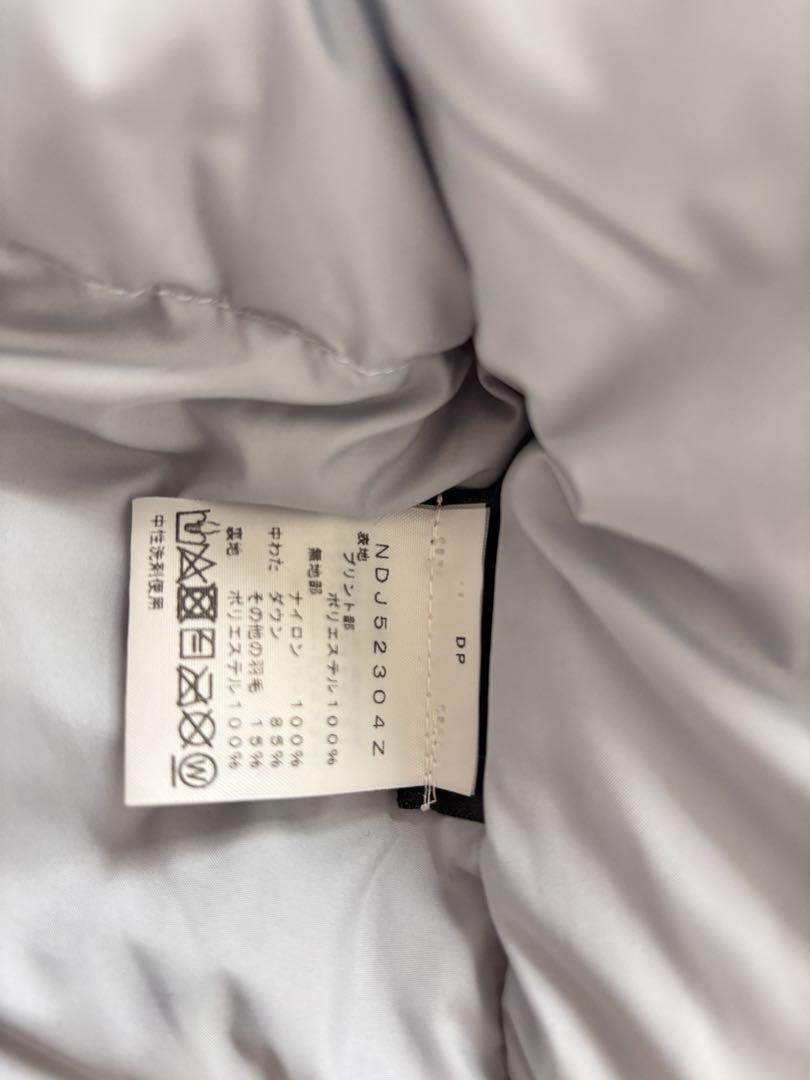 DP
NDJ52304Z
表地
プリント部
ポリエステル100%
無地部
ナイロン 100%
中わた ダウン 85%
その他の羽毛 15%
裏地 ポリエステル100%
W
中性洗剤使用